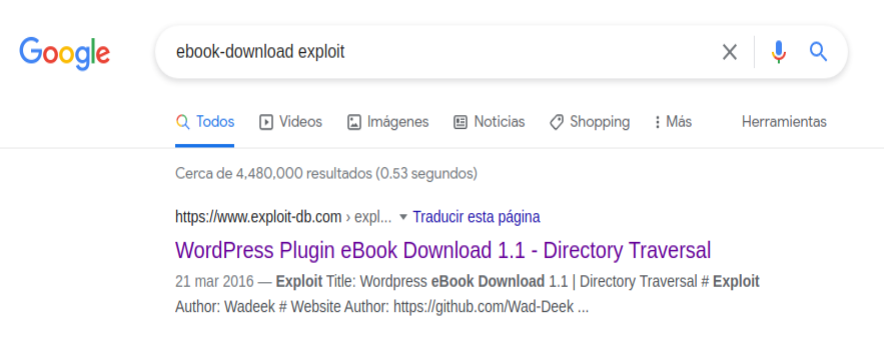 Google ebook-download exploit
Todos Videos Imágenes Noticias Shopping Más Herramientas
Cerca de 4,480,000 resultados (0.53 segundos)
https://www.exploit-db.com › expl... Traducir esta página
WordPress Plugin eBook Download 1.1 - Directory Traversal
21 mar 2016 — Exploit Title: Wordpress eBook Download 1.1 | Directory Traversal # Exploit
Author: Wadeek # Website Author: https://github.com/Wad-Deek ...